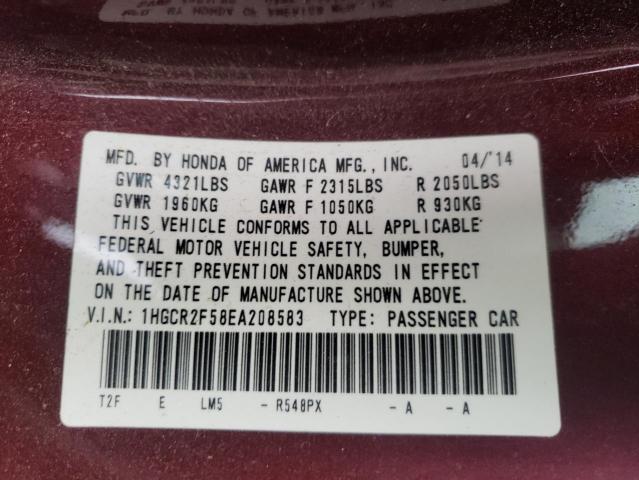 MFD. BY HONDA OF AMERICA MFG., INC. 04/'14
GVWR 4321LBS GAWR F 2315LBS R 2050LBS
GVWR 1960KG GAWR F 1050KG R 930KG
THIS VEHICLE CONFORMS TO ALL APPLICABLE
FEDERAL MOTOR VEHICLE SAFETY, BUMPER,
AND THEFT PREVENTION STANDARDS IN EFFECT
ON THE DATE OF MANUFACTURE SHOWN ABOVE.
V.I.N.: 1HGCR2F58EA208583 TYPE: PASSENGER CAR
T2F E LM5 - R548PX - A - A